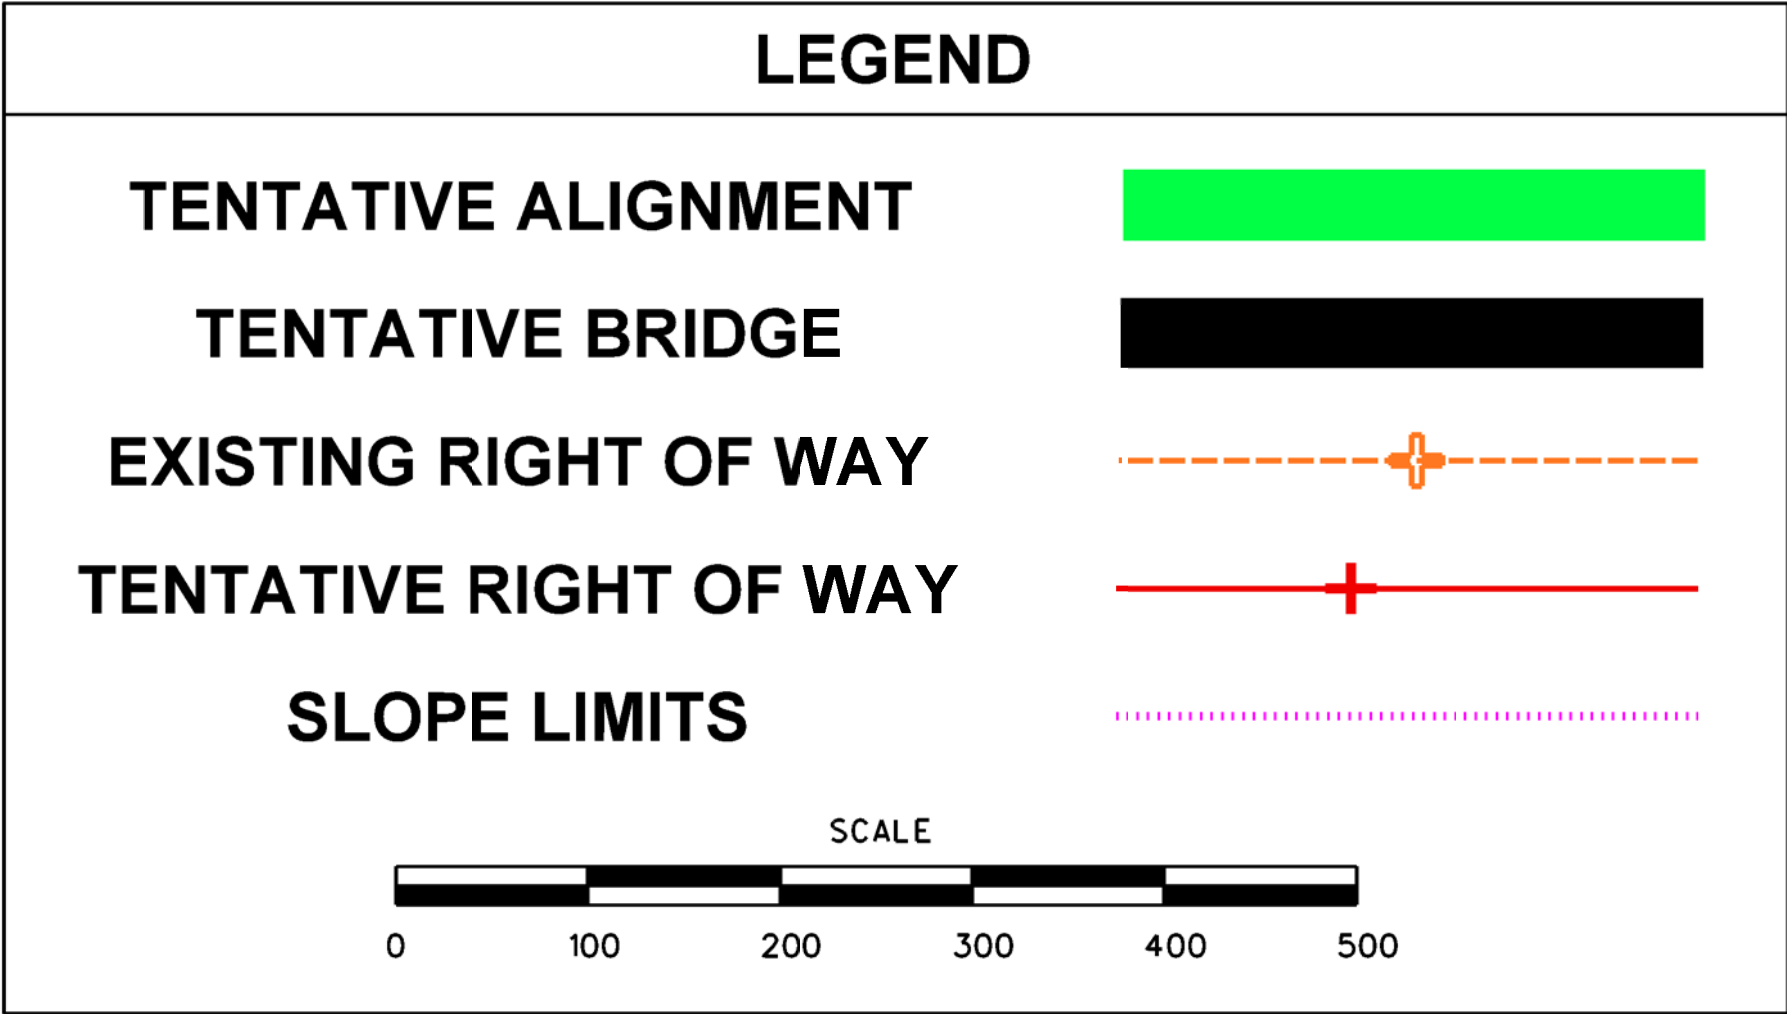 LEGEND
TENTATIVE ALIGNMENT
TENTATIVE BRIDGE
EXISTING RIGHT OF WAY
TENTATIVE RIGHT OF WAY
SLOPE LIMITS
SCALE
0 100 200 300 400 500